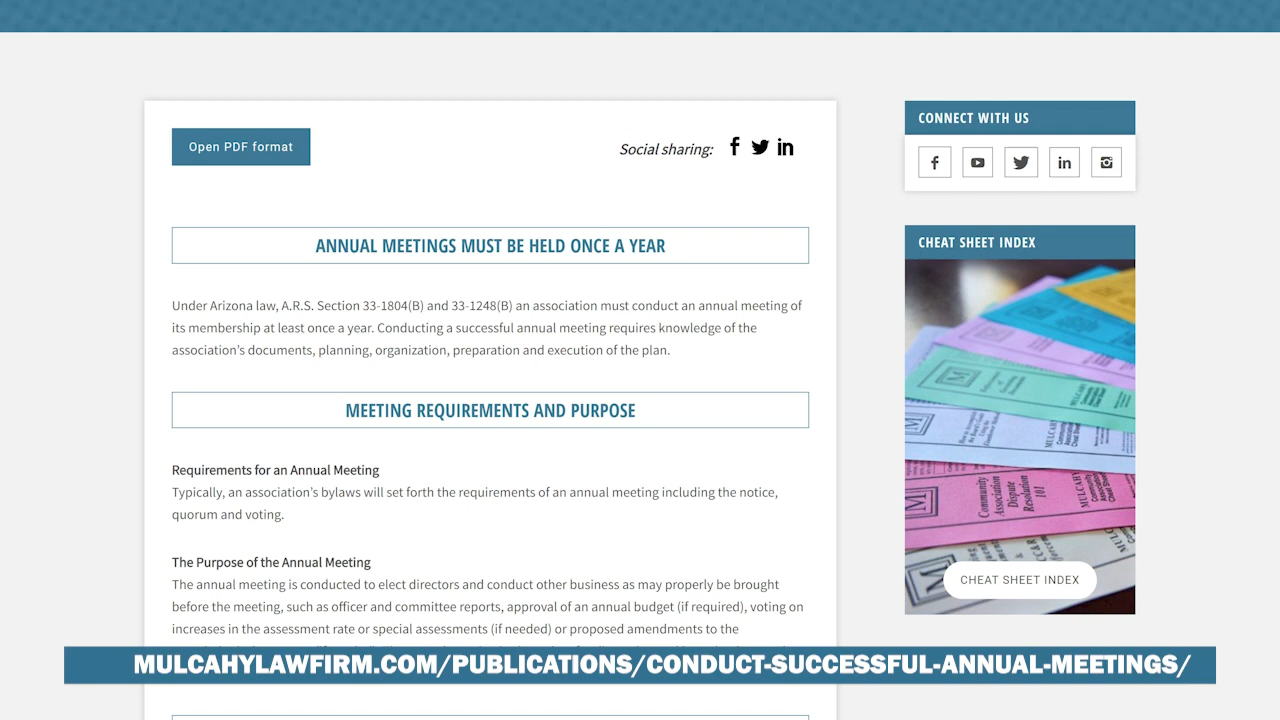 Open PDF format
Social sharing:
ANNUAL MEETINGS MUST BE HELD ONCE A YEAR
Under Arizona law, A.R.S. Section 33-1804(B) and 33-1248(B) an association must conduct an annual meeting of
its membership at least once a year. Conducting a successful annual meeting requires knowledge of the
association's documents, planning, organization, preparation and execution of the plan.
MEETING REQUIREMENTS AND PURPOSE
Requirements for an Annual Meeting
Typically, an association's bylaws will set forth the requirements of an annual meeting including the notice,
quorum and voting.
The Purpose of the Annual Meeting
The annual meeting is conducted to elect directors and conduct other business as may properly be brought
before the meeting, such as officer and committee reports, approval of an annual budget (if required), voting on
increases in the assessment rate or special assessments (if needed) or proposed amendments to the
CONNECT WITH US
CHEAT SHEET INDEX
Community
Association
Dispute
Resolution
101
CHEAT SHEET INDEX
MULCAHYLAWFIRM.COM/PUBLICATIONS/CONDUCT-SUCCESSFUL-ANNUAL-MEETINGS/